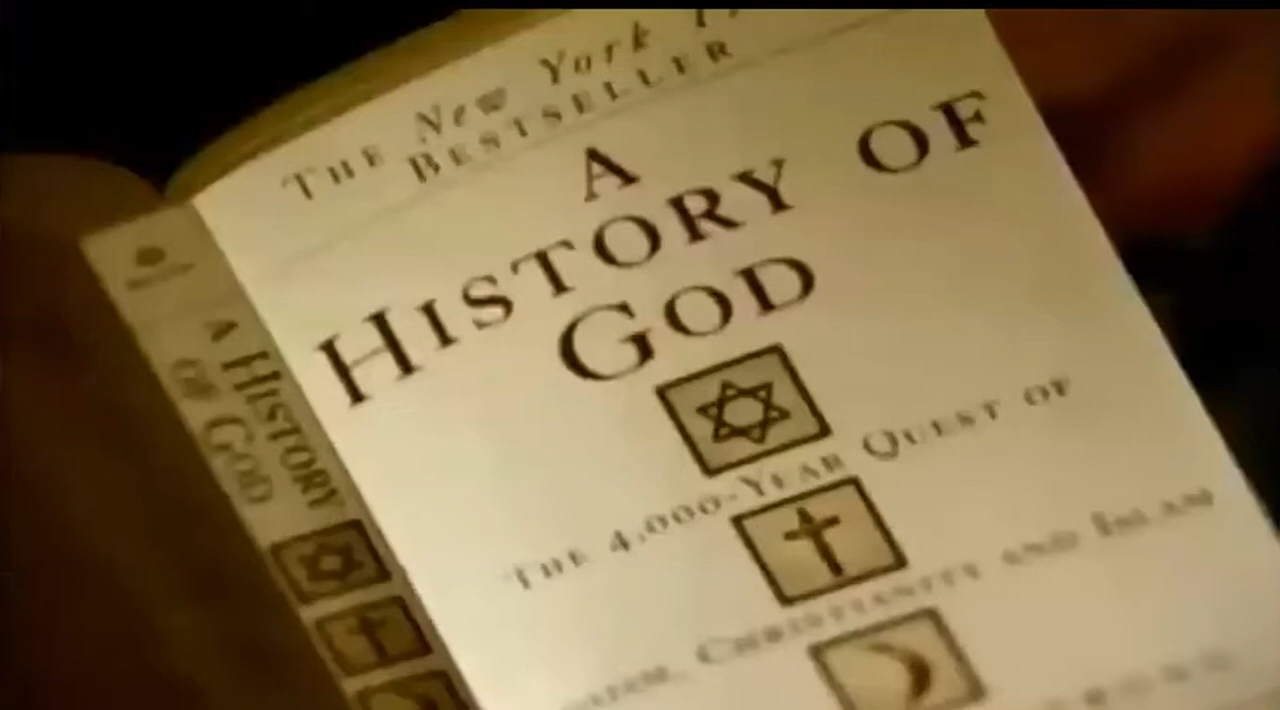 THE New York
BESTSELLER
A
HISTORY OF
GOD
THE 4,000-YEAR QUEST OF
CHRISTIANITY AND ISLAM
A HISTORY
OF GOD